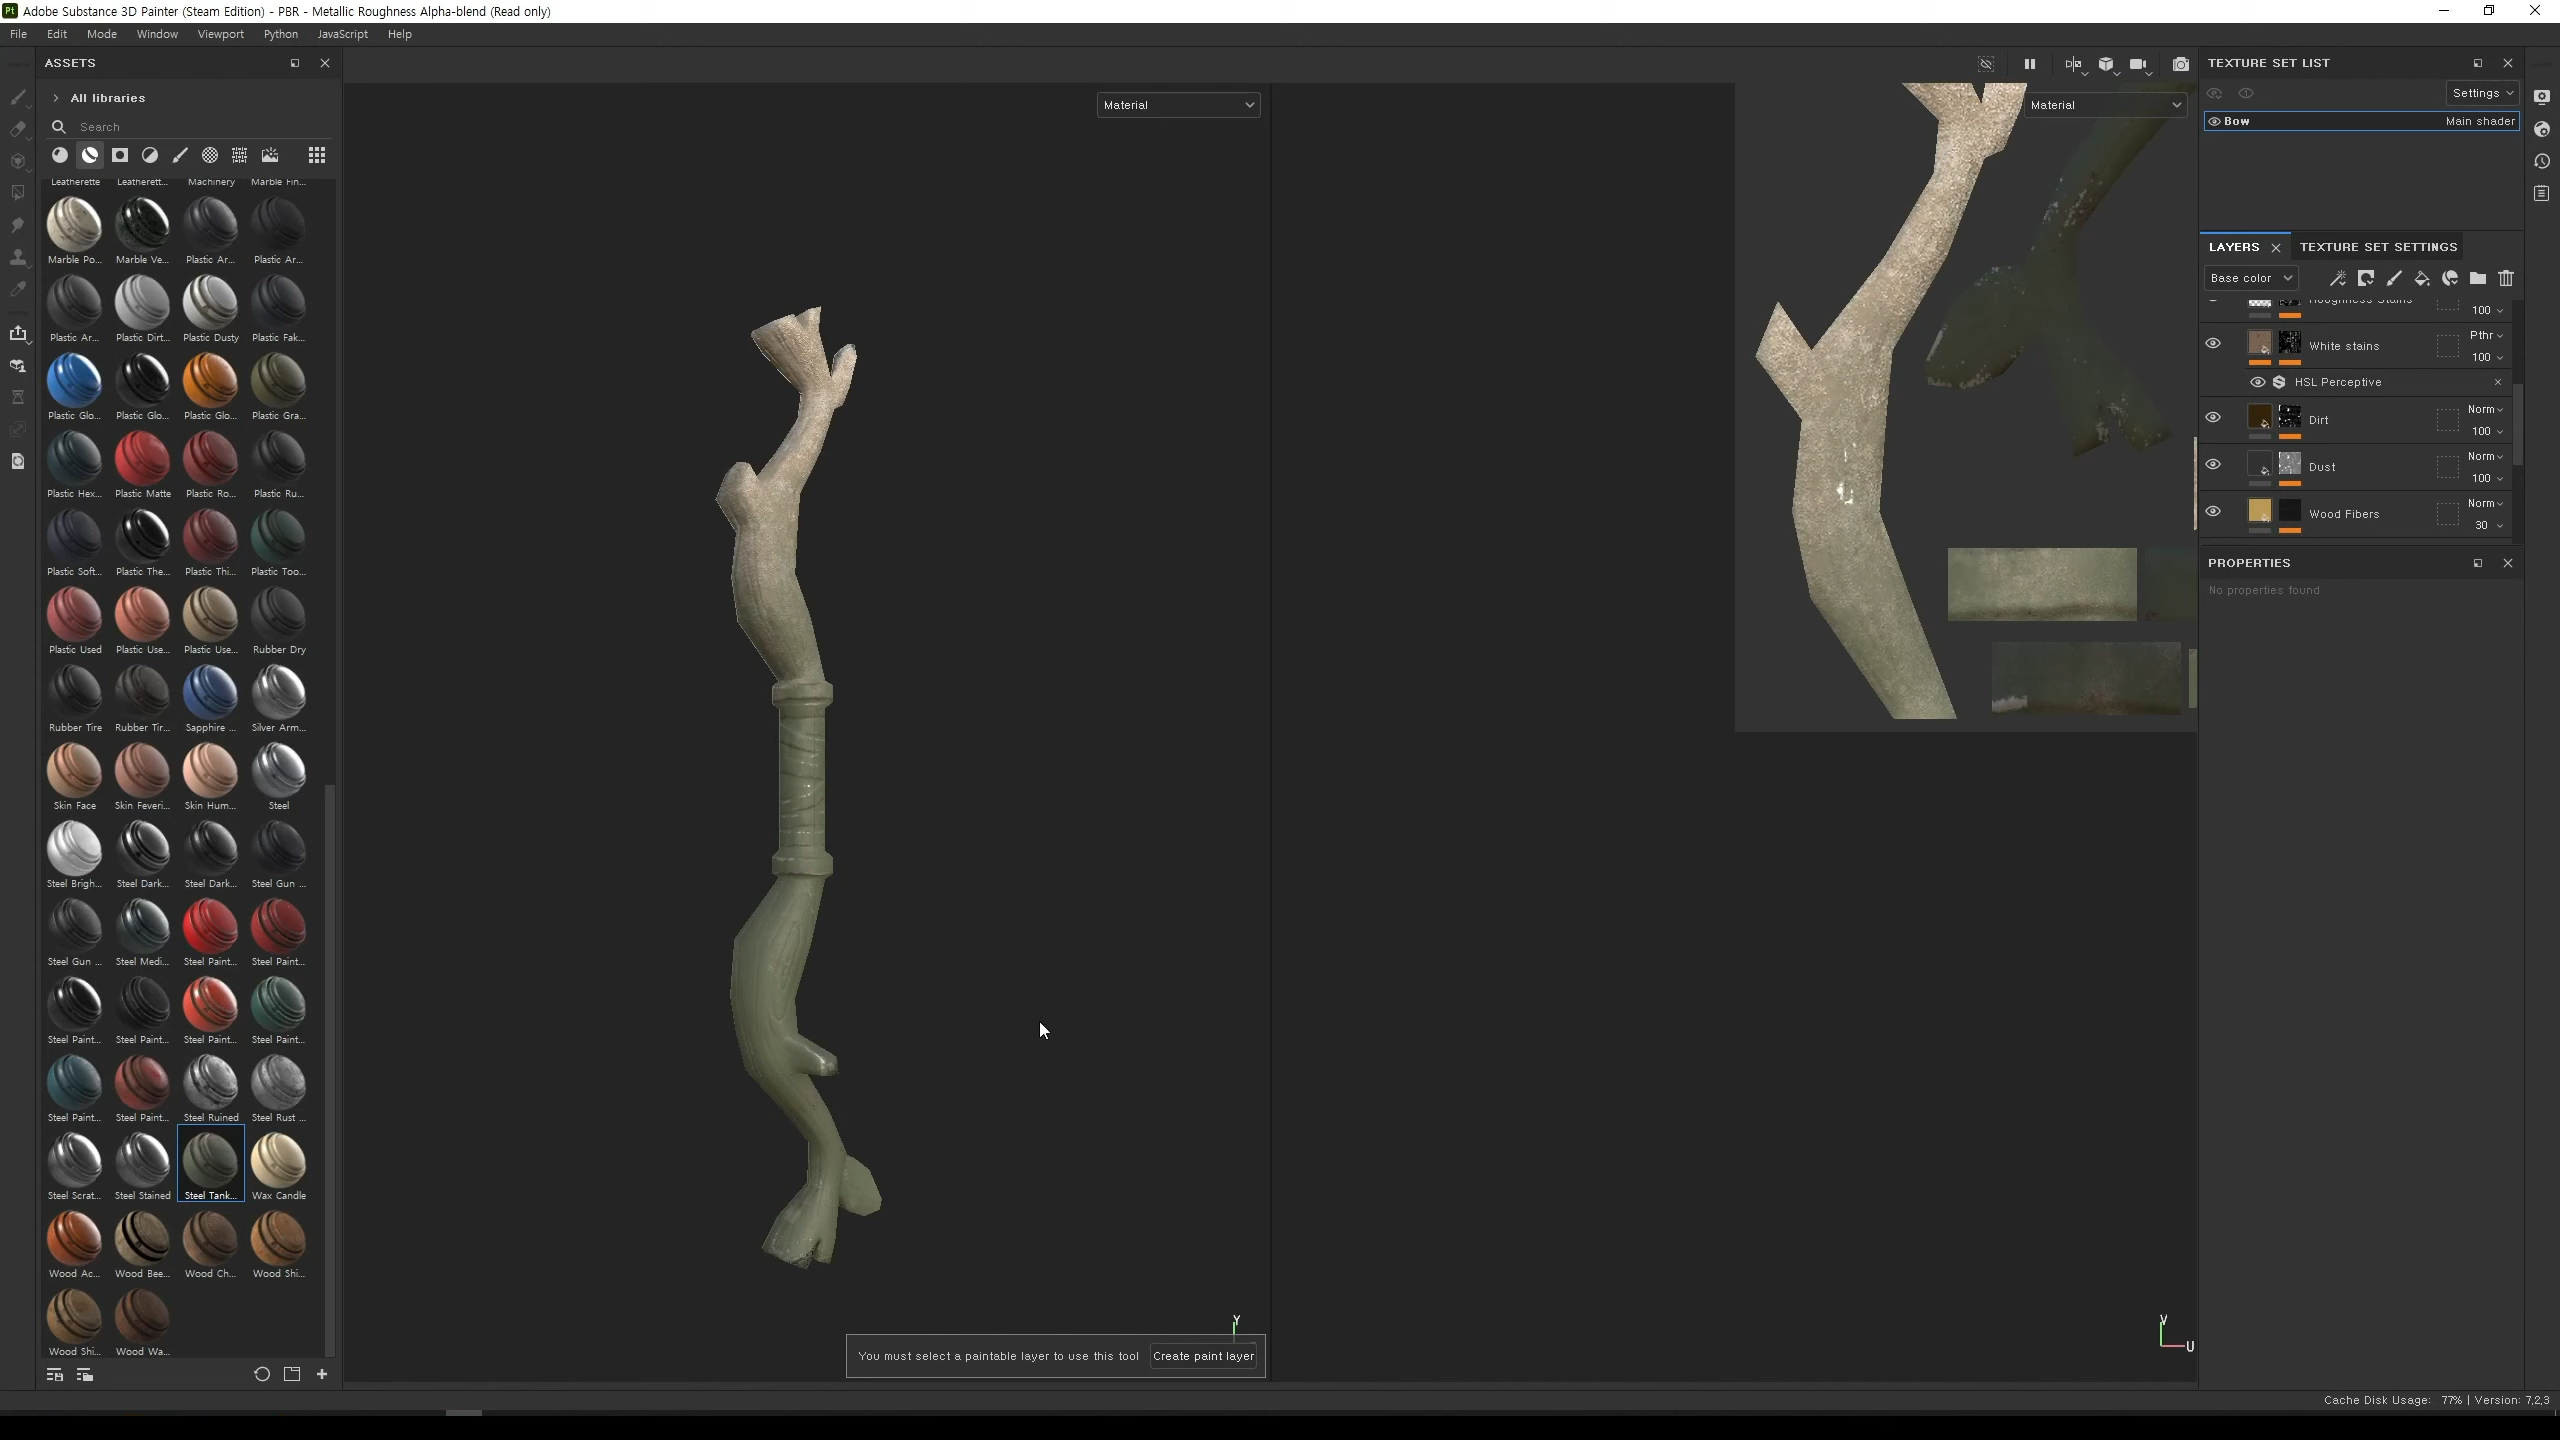 Pt Adobe Substance 3D Painter (Steam Edition) - PBR - Metallic Roughness Alpha-blend (Read only)
File Edit Mode Window Viewport Python JavaScript Help
ASSETS
All libraries
Search
Leatherette Leatherett... Machinery Marble Fin...
Marble Po... Marble Ve... Plastic Ar... Plastic Ar...
Plastic Ar... Plastic Dirt... Plastic Dusty Plastic Fak...
Plastic Glo... Plastic Glo... Plastic Glo... Plastic Gra...
Plastic Hex... Plastic Matte Plastic Ro... Plastic Ru...
Plastic Soft... Plastic The... Plastic Thi... Plastic Too...
Plastic Used Plastic Use... Plastic Use... Rubber Dry
Rubber Tire Rubber Tir... Sapphire ... Silver Arm...
Skin Face Skin Feveri... Skin Hum... Steel
Steel Brigh... Steel Dark... Steel Dark... Steel Gun ...
Steel Gun ... Steel Medi... Steel Paint... Steel Paint...
Steel Paint... Steel Paint... Steel Paint... Steel Paint...
Steel Paint... Steel Paint... Steel Ruined Steel Rust ...
Steel Scrat... Steel Stained Steel Tank... Wax Candle
Wood Ac... Wood Bee... Wood Ch... Wood Shi...
Wood Shi... Wood Wa...
Material
Y
You must select a paintable layer to use this tool Create paint layer
Material
V
U
TEXTURE SET LIST
Settings
Bow Main shader
LAYERS TEXTURE SET SETTINGS
Base color
Roughness Stains
100
White stains Pthr
100
HSL Perceptive
Dirt Norm
100
Dust Norm
100
Wood Fibers Norm
30
PROPERTIES
No properties found
Cache Disk Usage: 77% | Version: 7.2.3